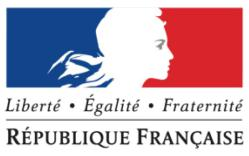 Liberté • Égalité • Fraternité
RÉPUBLIQUE FRANÇAISE